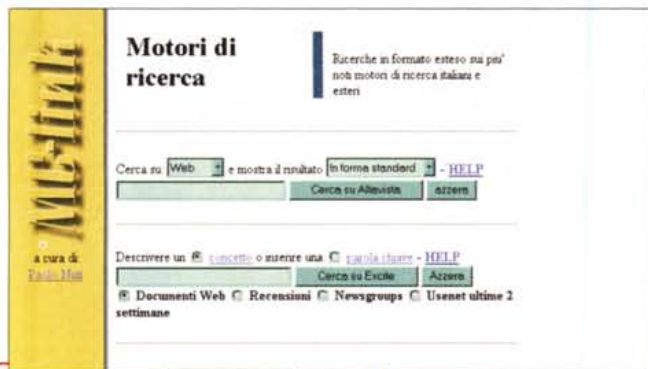 MC-link
a cura di:
Motori di
ricerca
Ricerche in formato esteso sui piu'
noti motori di ricerca italiani e
esteri
Cerca su: Web e mostra il risultato In forma standard - HELP
Cerca su Altavista azzera
Descrivere un concetto o inserire una parola chiave - HELP
Cerca su Excite Azzera
Documenti Web Recensioni Newsgroups Usenet ultime 2
settimane